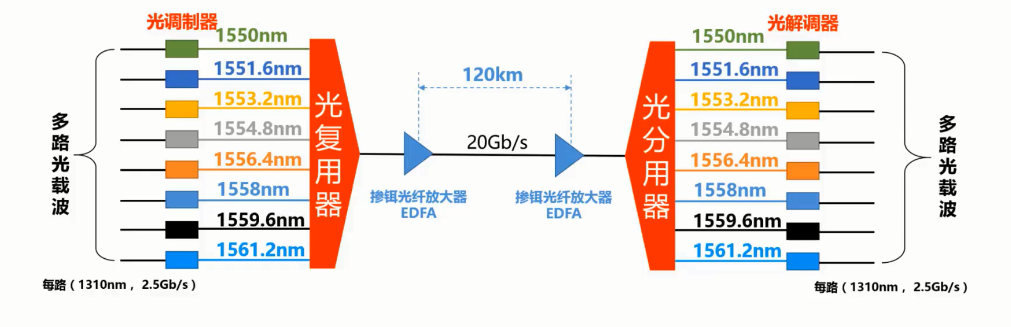 光调制器
1550nm
1551.6nm
1553.2nm
1554.8nm
1556.4nm
1558nm
1559.6nm
1561.2nm
多路光载波
每路（1310nm ，2.5Gb/s）
光复用器
120km
20Gb/s
掺铒光纤放大器
EDFA
掺铒光纤放大器
EDFA
光分用器
光解调器
1550nm
1551.6nm
1553.2nm
1554.8nm
1556.4nm
1558nm
1559.6nm
1561.2nm
多路光载波
每路（1310nm ，2.5Gb/s）